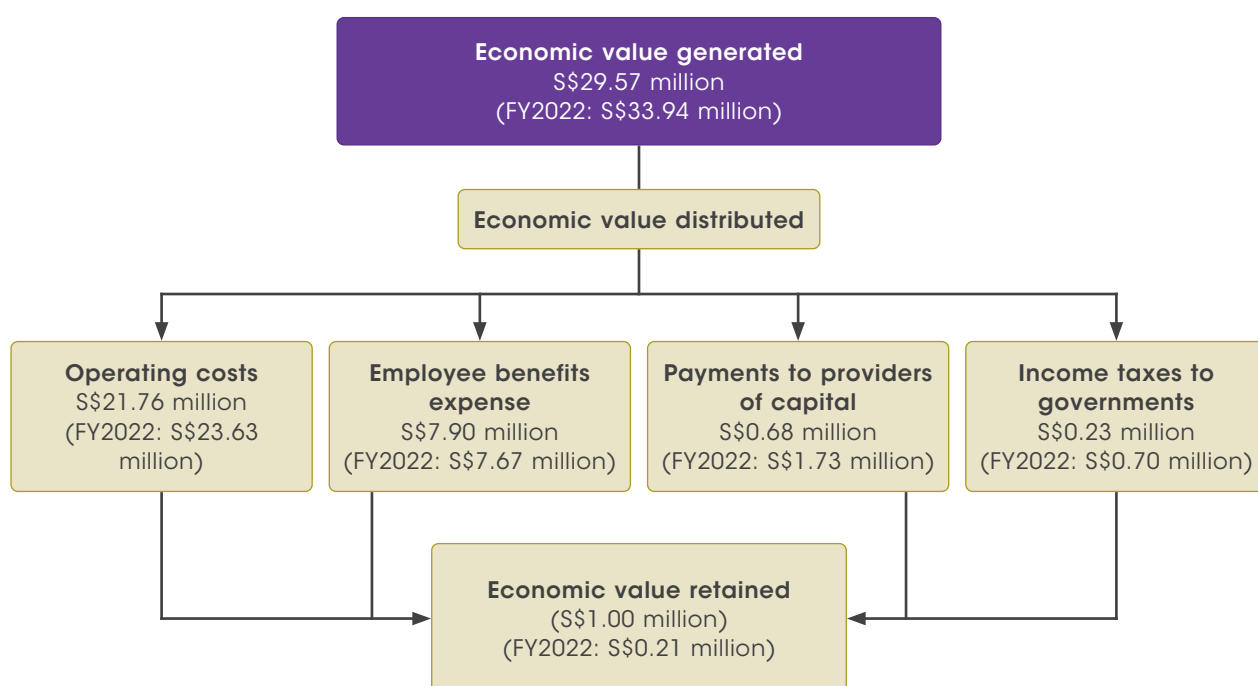 Economic value generated
S$29.57 million
(FY2022: S$33.94 million)
Economic value distributed
Operating costs
S$21.76 million
(FY2022: S$23.63
million)
Employee benefits
expense
S$7.90 million
(FY2022: S$7.67 million)
Payments to providers
of capital
S$0.68 million
(FY2022: S$1.73 million)
Income taxes to
governments
S$0.23 million
(FY2022: S$0.70 million)
Economic value retained
(S$1.00 million)
(FY2022: S$0.21 million)